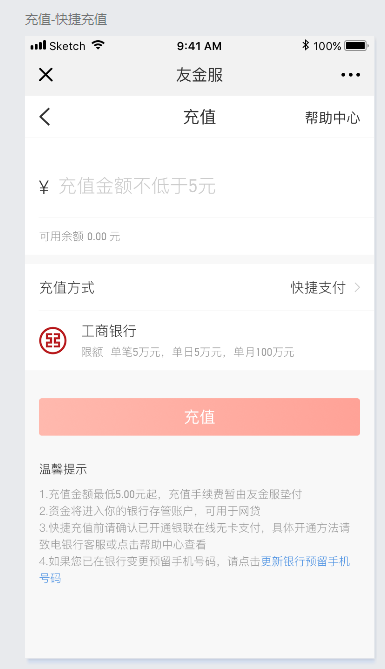 充值-快捷充值
Sketch 9:41 AM 100%
友金服
充值 帮助中心
¥ 充值金额不低于5元
可用余额 0.00 元
充值方式 快捷支付
工商银行
限额 单笔5万元，单日5万元，单月100万元
充值
温馨提示
1.充值金额最低5.00元起，充值手续费暂由友金服垫付
2.资金将进入你的银行存管账户，可用于网贷
3.快捷充值前请确认已开通银联在线无卡支付，具体开通方法请
致电银行客服或点击帮助中心查看
4.如果您已在银行变更预留手机号码，请点击更新银行预留手机
号码